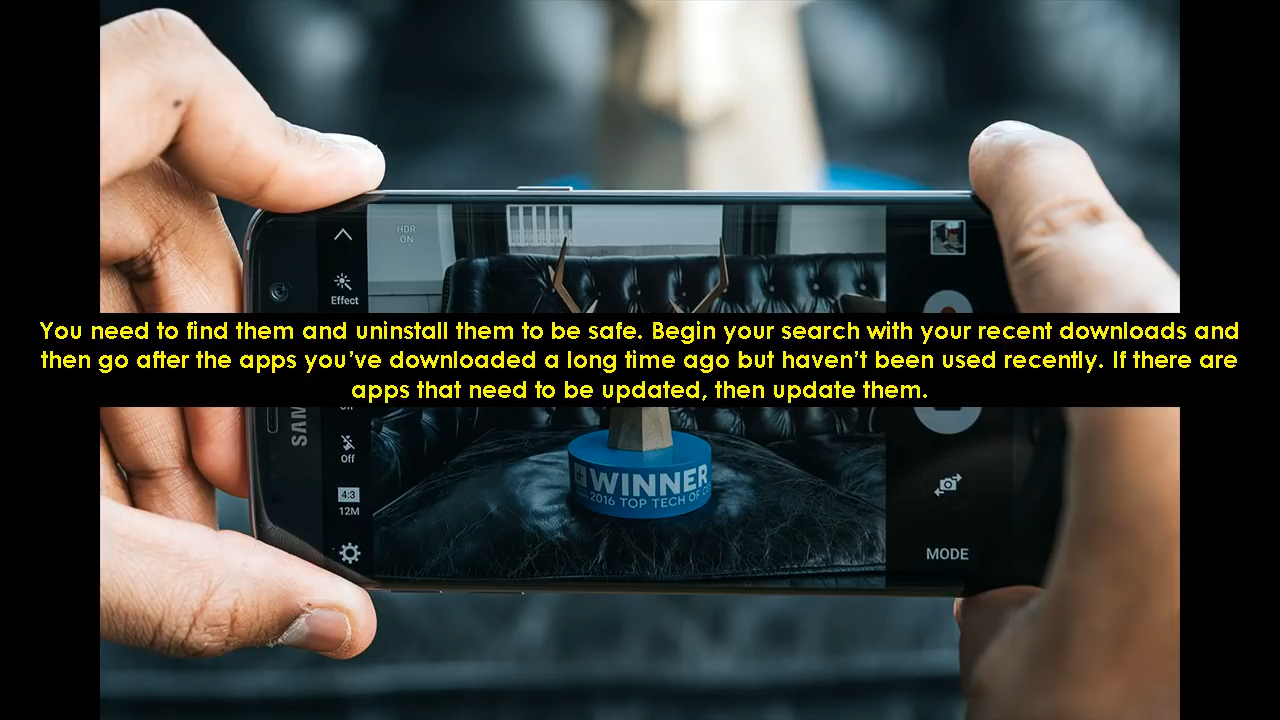 HDR
ON
Effect
You need to find them and uninstall them to be safe. Begin your search with your recent downloads and
then go after the apps you've downloaded a long time ago but haven't been used recently. If there are
apps that need to be updated, then update them.
Off
SAMS
Off
4:3
12M
WINNER
2016 TOP TECH OF
MODE